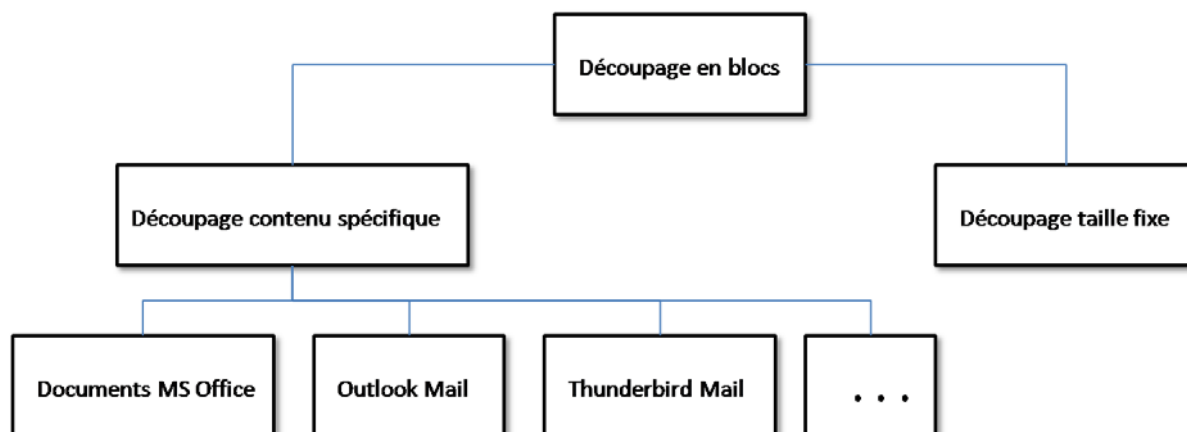 Découpage en blocs
Découpage contenu spécifique
Découpage taille fixe
Documents MS Office
Outlook Mail
Thunderbird Mail
. . .